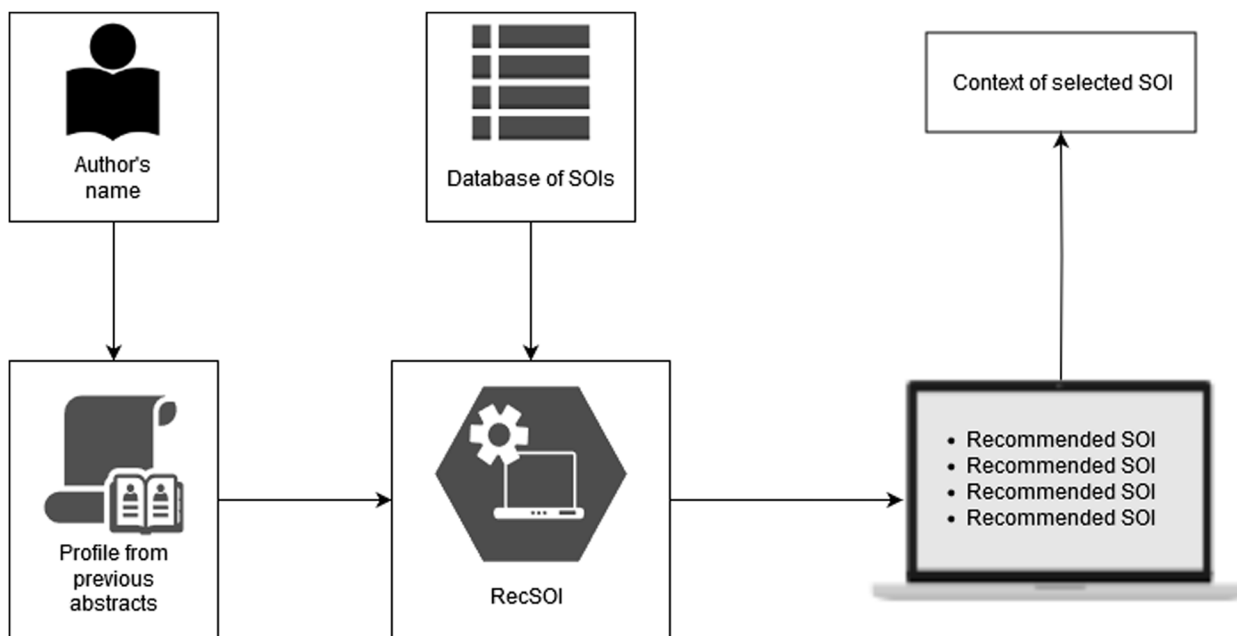 Author's
name
Database of SOIs
Context of selected SOI
Profile from
previous
abstracts
RecSOI
• Recommended SOI
• Recommended SOI
• Recommended SOI
• Recommended SOI